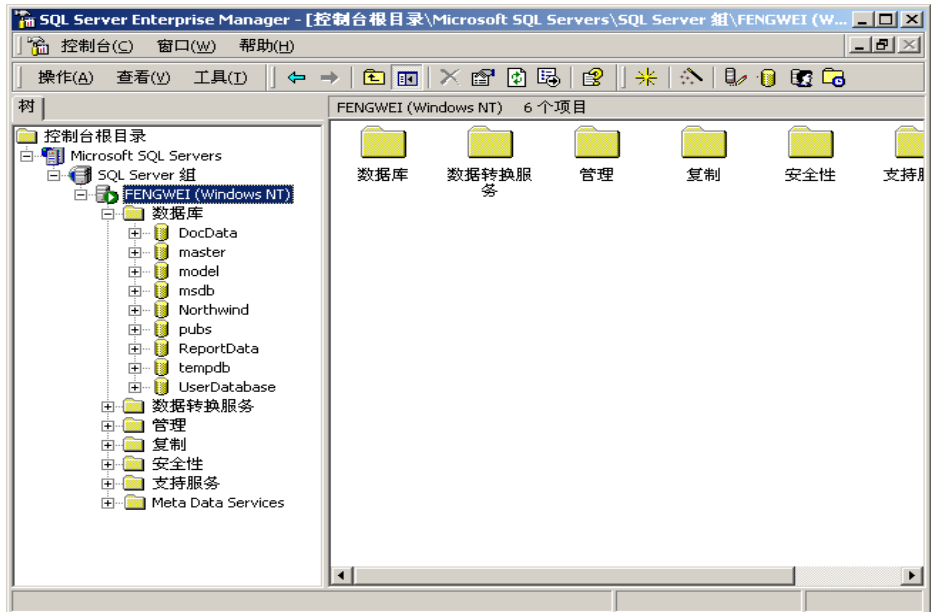 SQL Server Enterprise Manager - [控制台根目录\Microsoft SQL Servers\SQL Server 组\FENGWEI (W...
控制台(C) 窗口(W) 帮助(H)
操作(A) 查看(V) 工具(T)
树
FENGWEI (Windows NT) 6 个项目
控制台根目录
Microsoft SQL Servers
SQL Server 组
FENGWEI (Windows NT)
数据库
DocData
master
model
msdb
Northwind
pubs
ReportData
tempdb
UserDatabase
数据转换服务
管理
复制
安全性
支持服务
Meta Data Services
数据库
数据转换服
务
管理
复制
安全性
支持